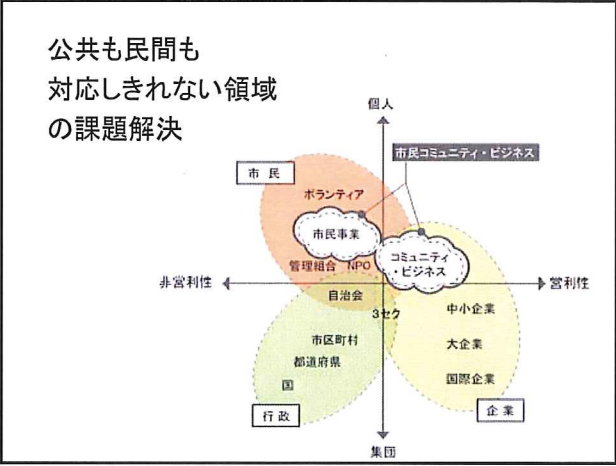 公共も民間も
対応しきれない領域
の課題解決
個人
市民コミュニティ・ビジネス
市 民
ボランティア
市民事業
コミュニティ
・ビジネス
管理組合 NPO
非営利性
営利性
自治会
3セク
中小企業
市区町村
大企業
都道府県
国際企業
国
行 政
企 業
集団